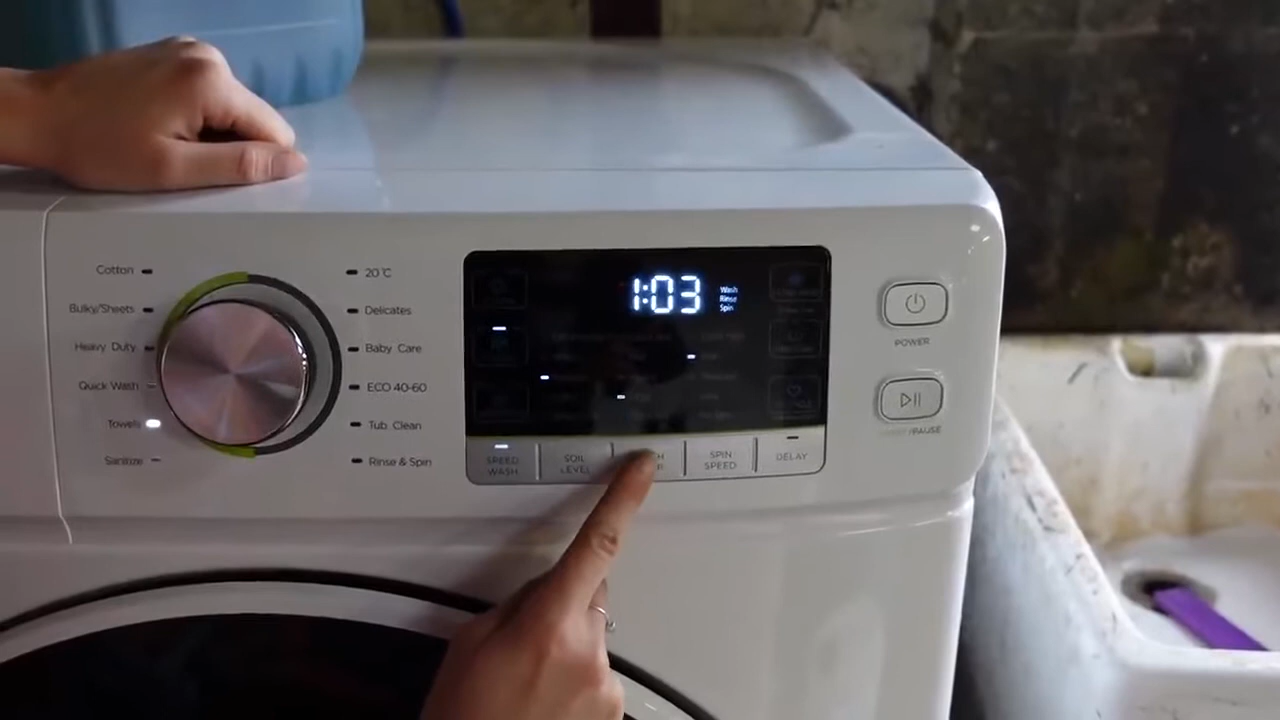 Cotton
Bulky/Sheets
Heavy Duty
Quick Wash
Towels
Sanitize
20°C
Delicates
Baby Care
ECO 40-60
Tub Clean
Rinse & Spin
1:03
Wash
Rinse
Spin
SPEED
WASH
SOIL
LEVEL
SPIN
SPEED
DELAY
POWER
/PAUSE